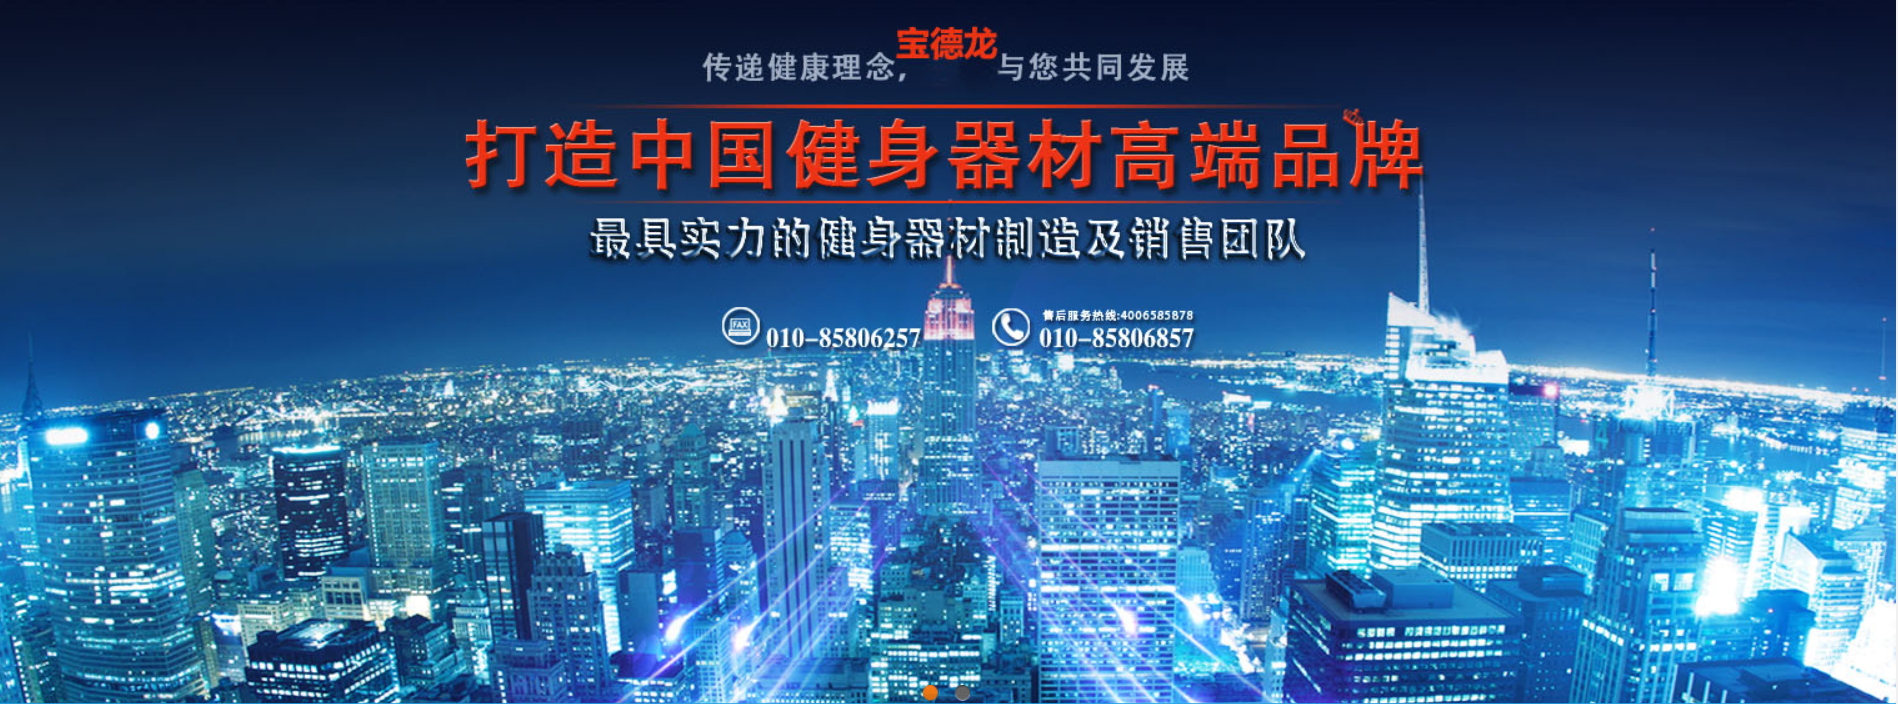 传递健康理念,宝德龙与您共同发展
打造中国健身器材高端品牌
最具实力的健身器材制造及销售团队
FAX 010-85806257
售后服务热线:4006585878
010-85806857